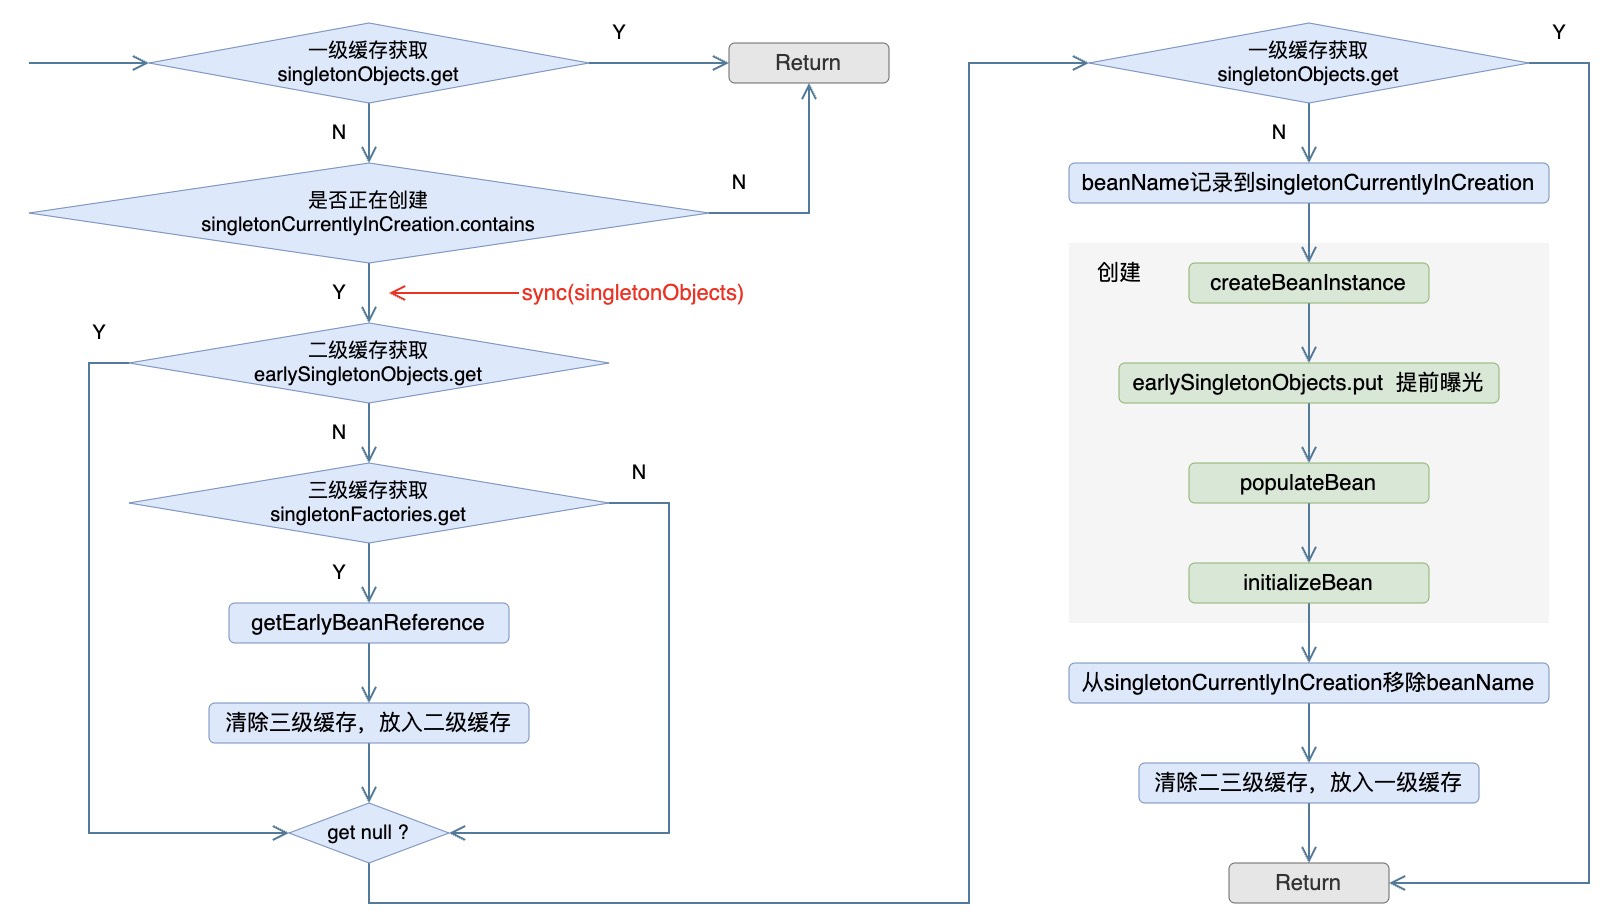 一级缓存获取
singletonObjects.get
Y
Return
N
是否正在创建
singletonCurrentlyInCreation.contains
N
Y
sync(singletonObjects)
Y
二级缓存获取
earlySingletonObjects.get
N
三级缓存获取
singletonFactories.get
N
Y
getEarlyBeanReference
清除三级缓存，放入二级缓存
get null ?
一级缓存获取
singletonObjects.get
Y
N
beanName记录到singletonCurrentlyInCreation
创建
createBeanInstance
earlySingletonObjects.put 提前曝光
populateBean
initializeBean
从singletonCurrentlyInCreation移除beanName
清除二三级缓存，放入一级缓存
Return